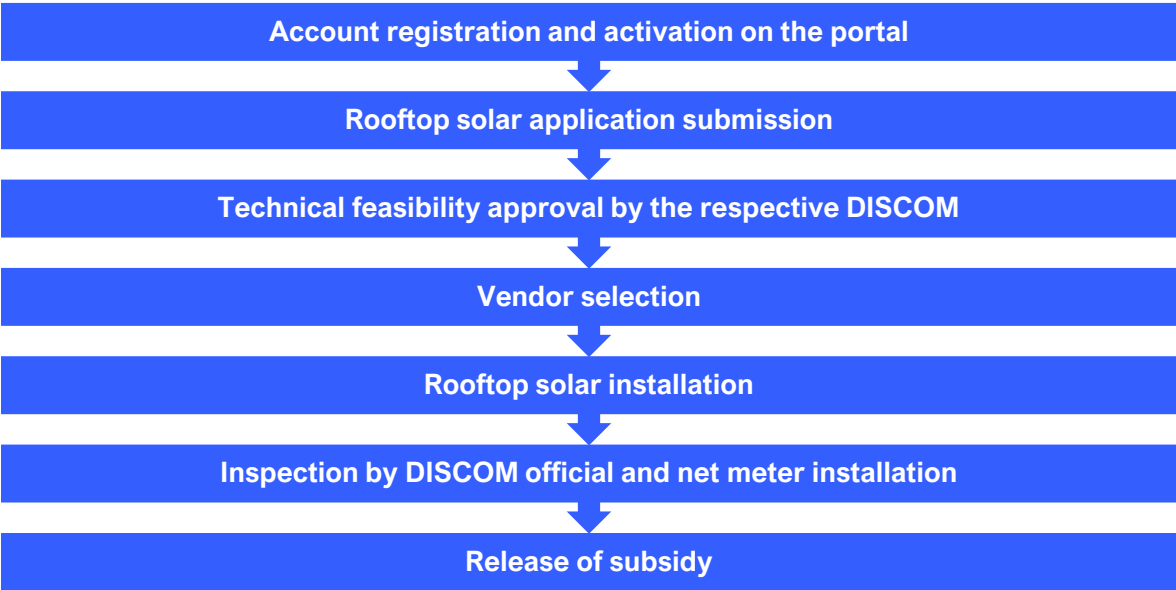 Account registration and activation on the portal
Rooftop solar application submission
Technical feasibility approval by the respective DISCOM
Vendor selection
Rooftop solar installation
Inspection by DISCOM official and net meter installation
Release of subsidy